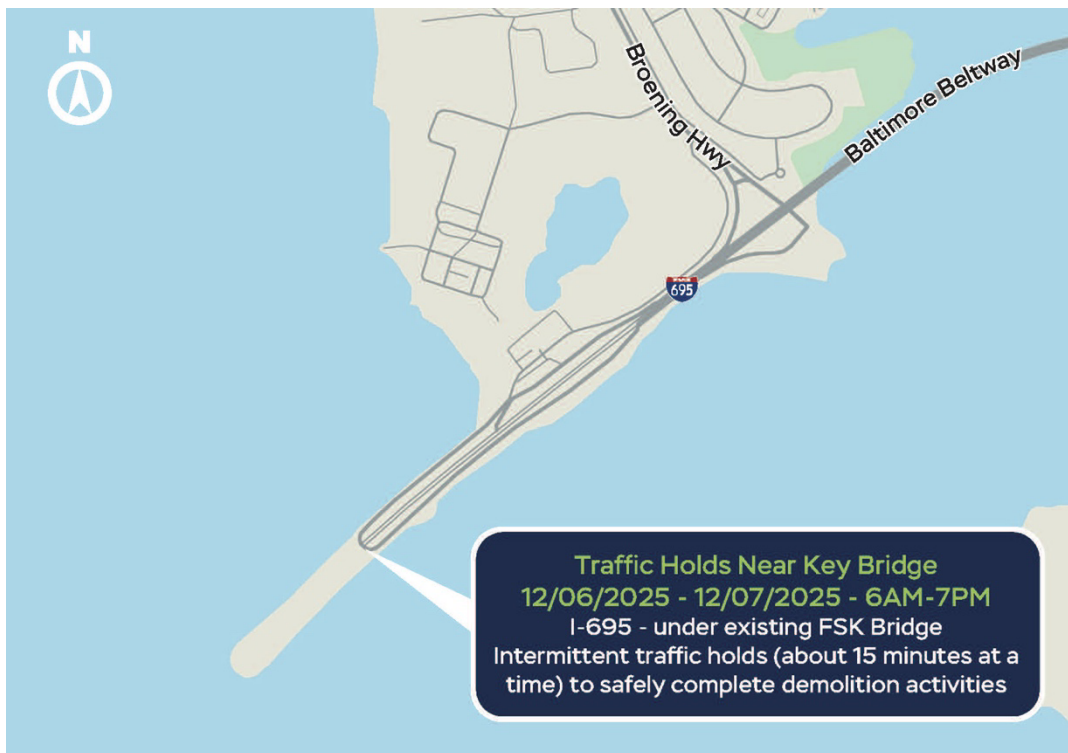 N
Broening Hwy
Baltimore Beltway
695
Traffic Holds Near Key Bridge
12/06/2025 - 12/07/2025 - 6AM-7PM
I-695 - under existing FSK Bridge
Intermittent traffic holds (about 15 minutes at a
time) to safely complete demolition activities